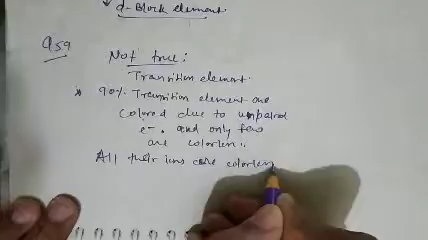 d-Block element
Q59
Not true:
Transition element.
* 90% Transition element are
colored due to unpaired
e-. and only few
are colorless.
All their ions are colorless